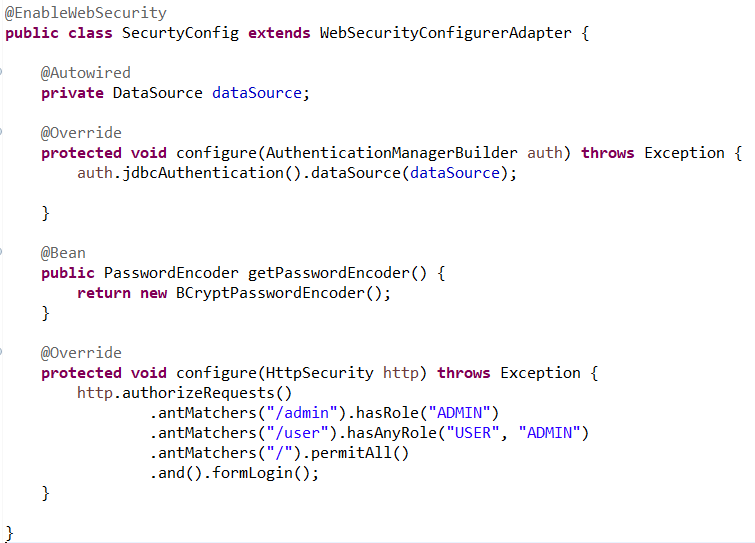 @EnableWebSecurity
public class SecurtyConfig extends WebSecurityConfigurerAdapter {
@Autowired
private DataSource dataSource;
@Override
protected void configure(AuthenticationManagerBuilder auth) throws Exception {
auth.jdbcAuthentication().dataSource(dataSource);
}
@Bean
public PasswordEncoder getPasswordEncoder() {
return new BCryptPasswordEncoder();
}
@Override
protected void configure(HttpSecurity http) throws Exception {
http.authorizeRequests()
.antMatchers("/admin").hasRole("ADMIN")
.antMatchers("/user").hasAnyRole("USER", "ADMIN")
.antMatchers("/").permitAll()
.and().formLogin();
}
}